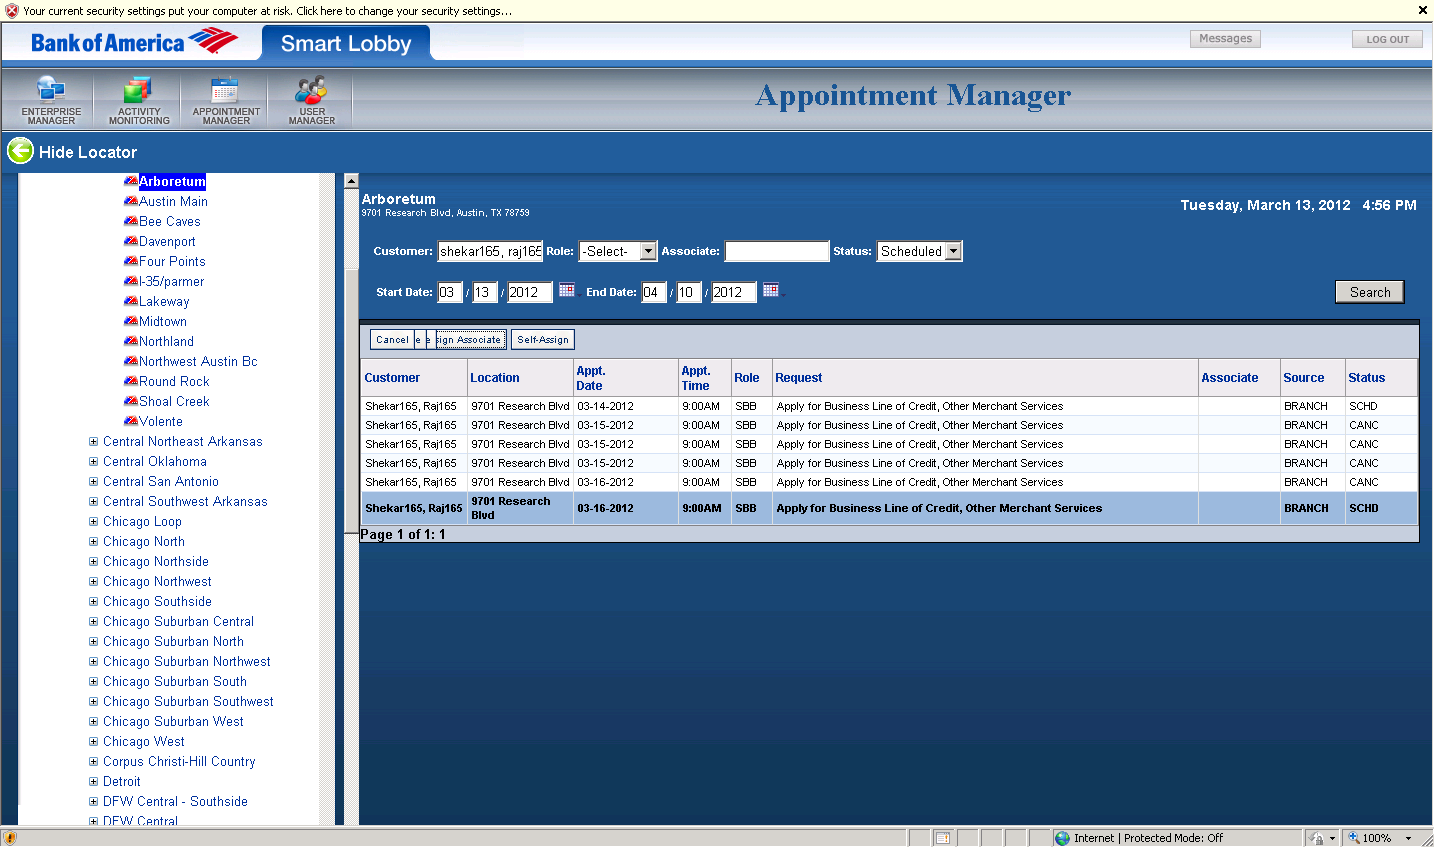 Your current security settings put your computer at risk. Click here to change your security settings...
Bank of America
Smart Lobby
Messages
LOG OUT
ENTERPRISE MANAGER
ACTIVITY MONITORING
APPOINTMENT MANAGER
USER MANAGER
Appointment Manager
Hide Locator
Arboretum
Austin Main
Bee Caves
Davenport
Four Points
I-35/parmer
Lakeway
Midtown
Northland
Northwest Austin Bc
Round Rock
Shoal Creek
Volente
Central Northeast Arkansas
Central Oklahoma
Central San Antonio
Central Southwest Arkansas
Chicago Loop
Chicago North
Chicago Northside
Chicago Northwest
Chicago Southside
Chicago Suburban Central
Chicago Suburban North
Chicago Suburban Northwest
Chicago Suburban South
Chicago Suburban Southwest
Chicago Suburban West
Chicago West
Corpus Christi-Hill Country
Detroit
DFW Central - Southside
DFW Central
Arboretum
9701 Research Blvd, Austin, TX 78759
Tuesday, March 13, 2012 4:56 PM
Customer: shekar165, raj165 Role: -Select- Associate: Status: Scheduled
Start Date: 03 / 13 / 2012 End Date: 04 / 10 / 2012
Search
Cancel e e sign Associate Self-Assign
Customer Location Appt. Date Appt. Time Role Request Associate Source Status
Shekar165, Raj165 9701 Research Blvd 03-14-2012 9:00AM SBB Apply for Business Line of Credit, Other Merchant Services BRANCH SCHD
Shekar165, Raj165 9701 Research Blvd 03-15-2012 9:00AM SBB Apply for Business Line of Credit, Other Merchant Services BRANCH CANC
Shekar165, Raj165 9701 Research Blvd 03-15-2012 9:00AM SBB Apply for Business Line of Credit, Other Merchant Services BRANCH CANC
Shekar165, Raj165 9701 Research Blvd 03-15-2012 9:00AM SBB Apply for Business Line of Credit, Other Merchant Services BRANCH CANC
Shekar165, Raj165 9701 Research Blvd 03-16-2012 9:00AM SBB Apply for Business Line of Credit, Other Merchant Services BRANCH CANC
Shekar165, Raj165 9701 Research Blvd 03-16-2012 9:00AM SBB Apply for Business Line of Credit, Other Merchant Services BRANCH SCHD
Page 1 of 1: 1
Internet | Protected Mode: Off
100%